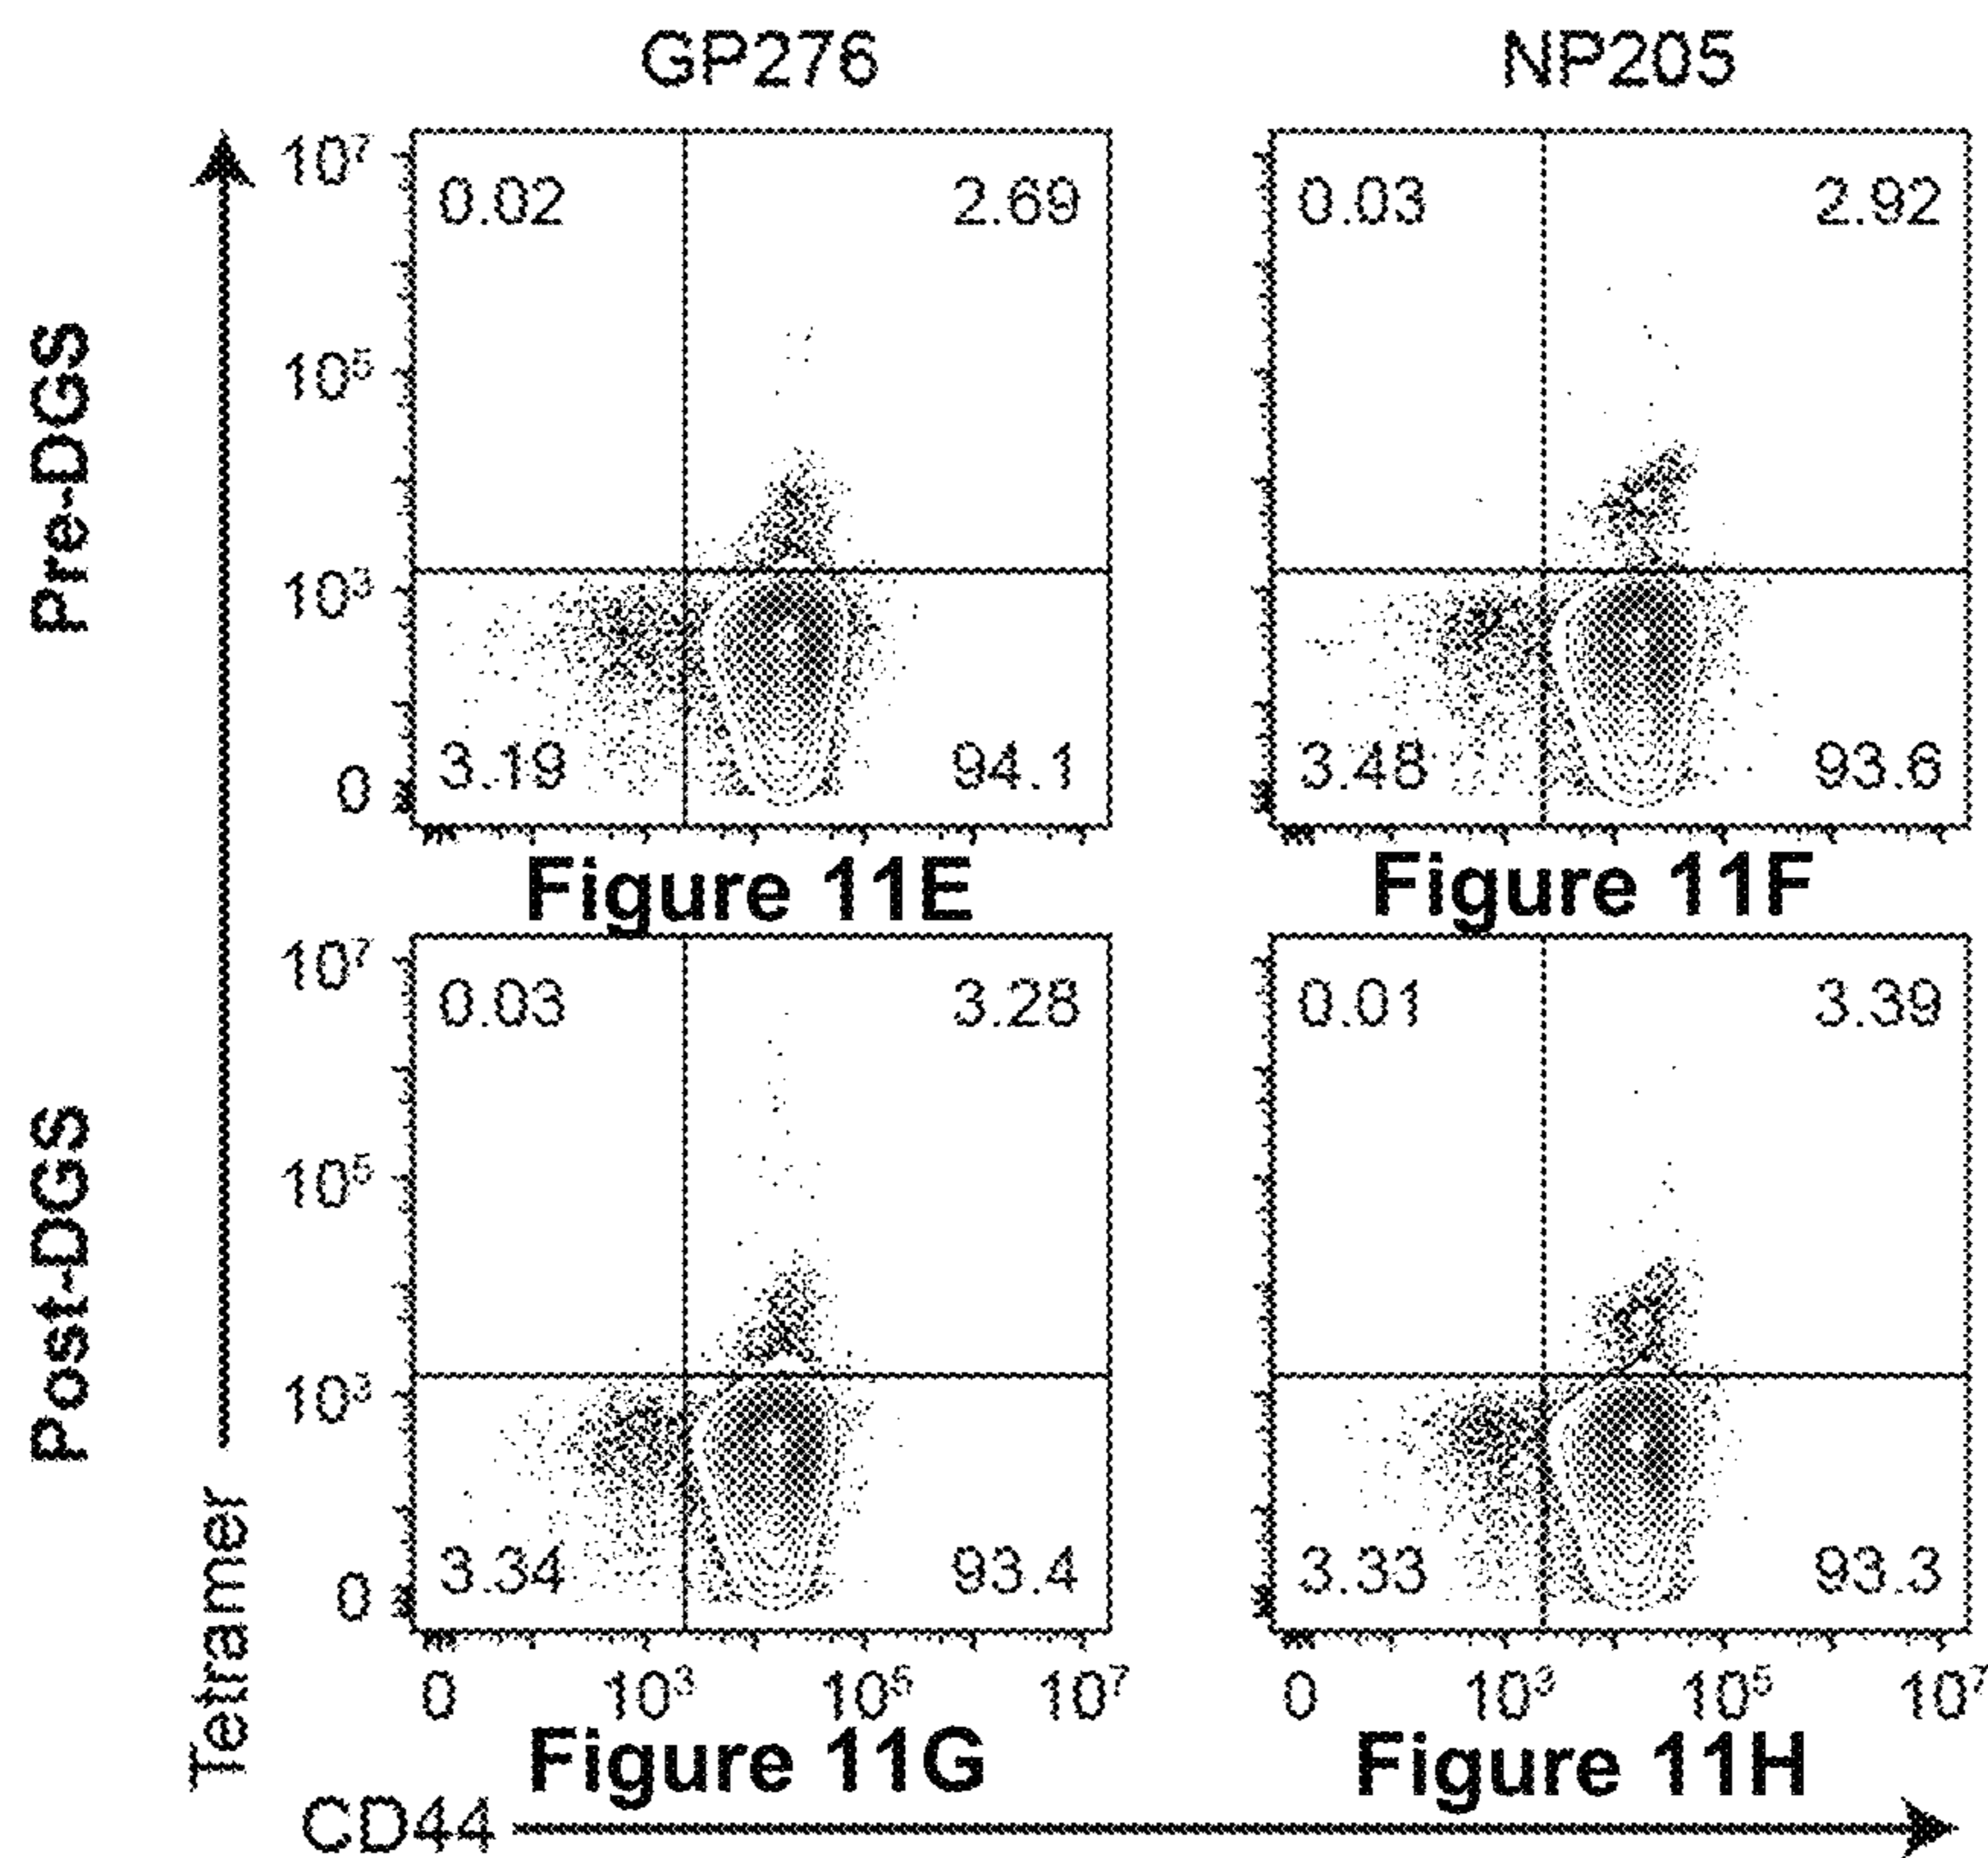 GP276 NP205
Pre-DGS
10⁷
10⁵
10³
0
0.02 2.69
3.19 94.1
0.03 2.92
3.48 93.6
Figure 11E Figure 11F
Post-DGS
10⁷
10⁵
10³
0
0.03 3.28
3.34 93.4
0.01 3.39
3.33 93.3
0 10³ 10⁵ 10⁷ 0 10³ 10⁵ 10⁷
Figure 11G Figure 11H
Tetramer
CD44